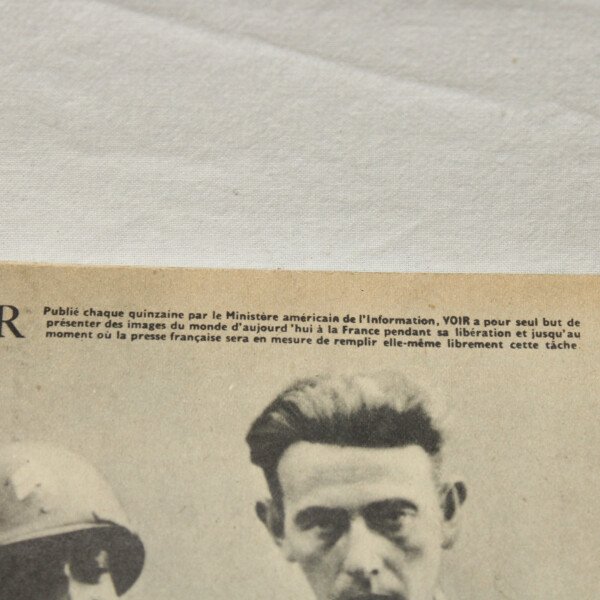 R
Publié chaque quinzaine par le Ministère américain de l'Information, VOIR a pour seul but de
présenter des images du monde d'aujourd 'hui à la France pendant sa libération et jusqu'au
moment où la presse française sera en mesure de remplir elle-même librement cette tâche